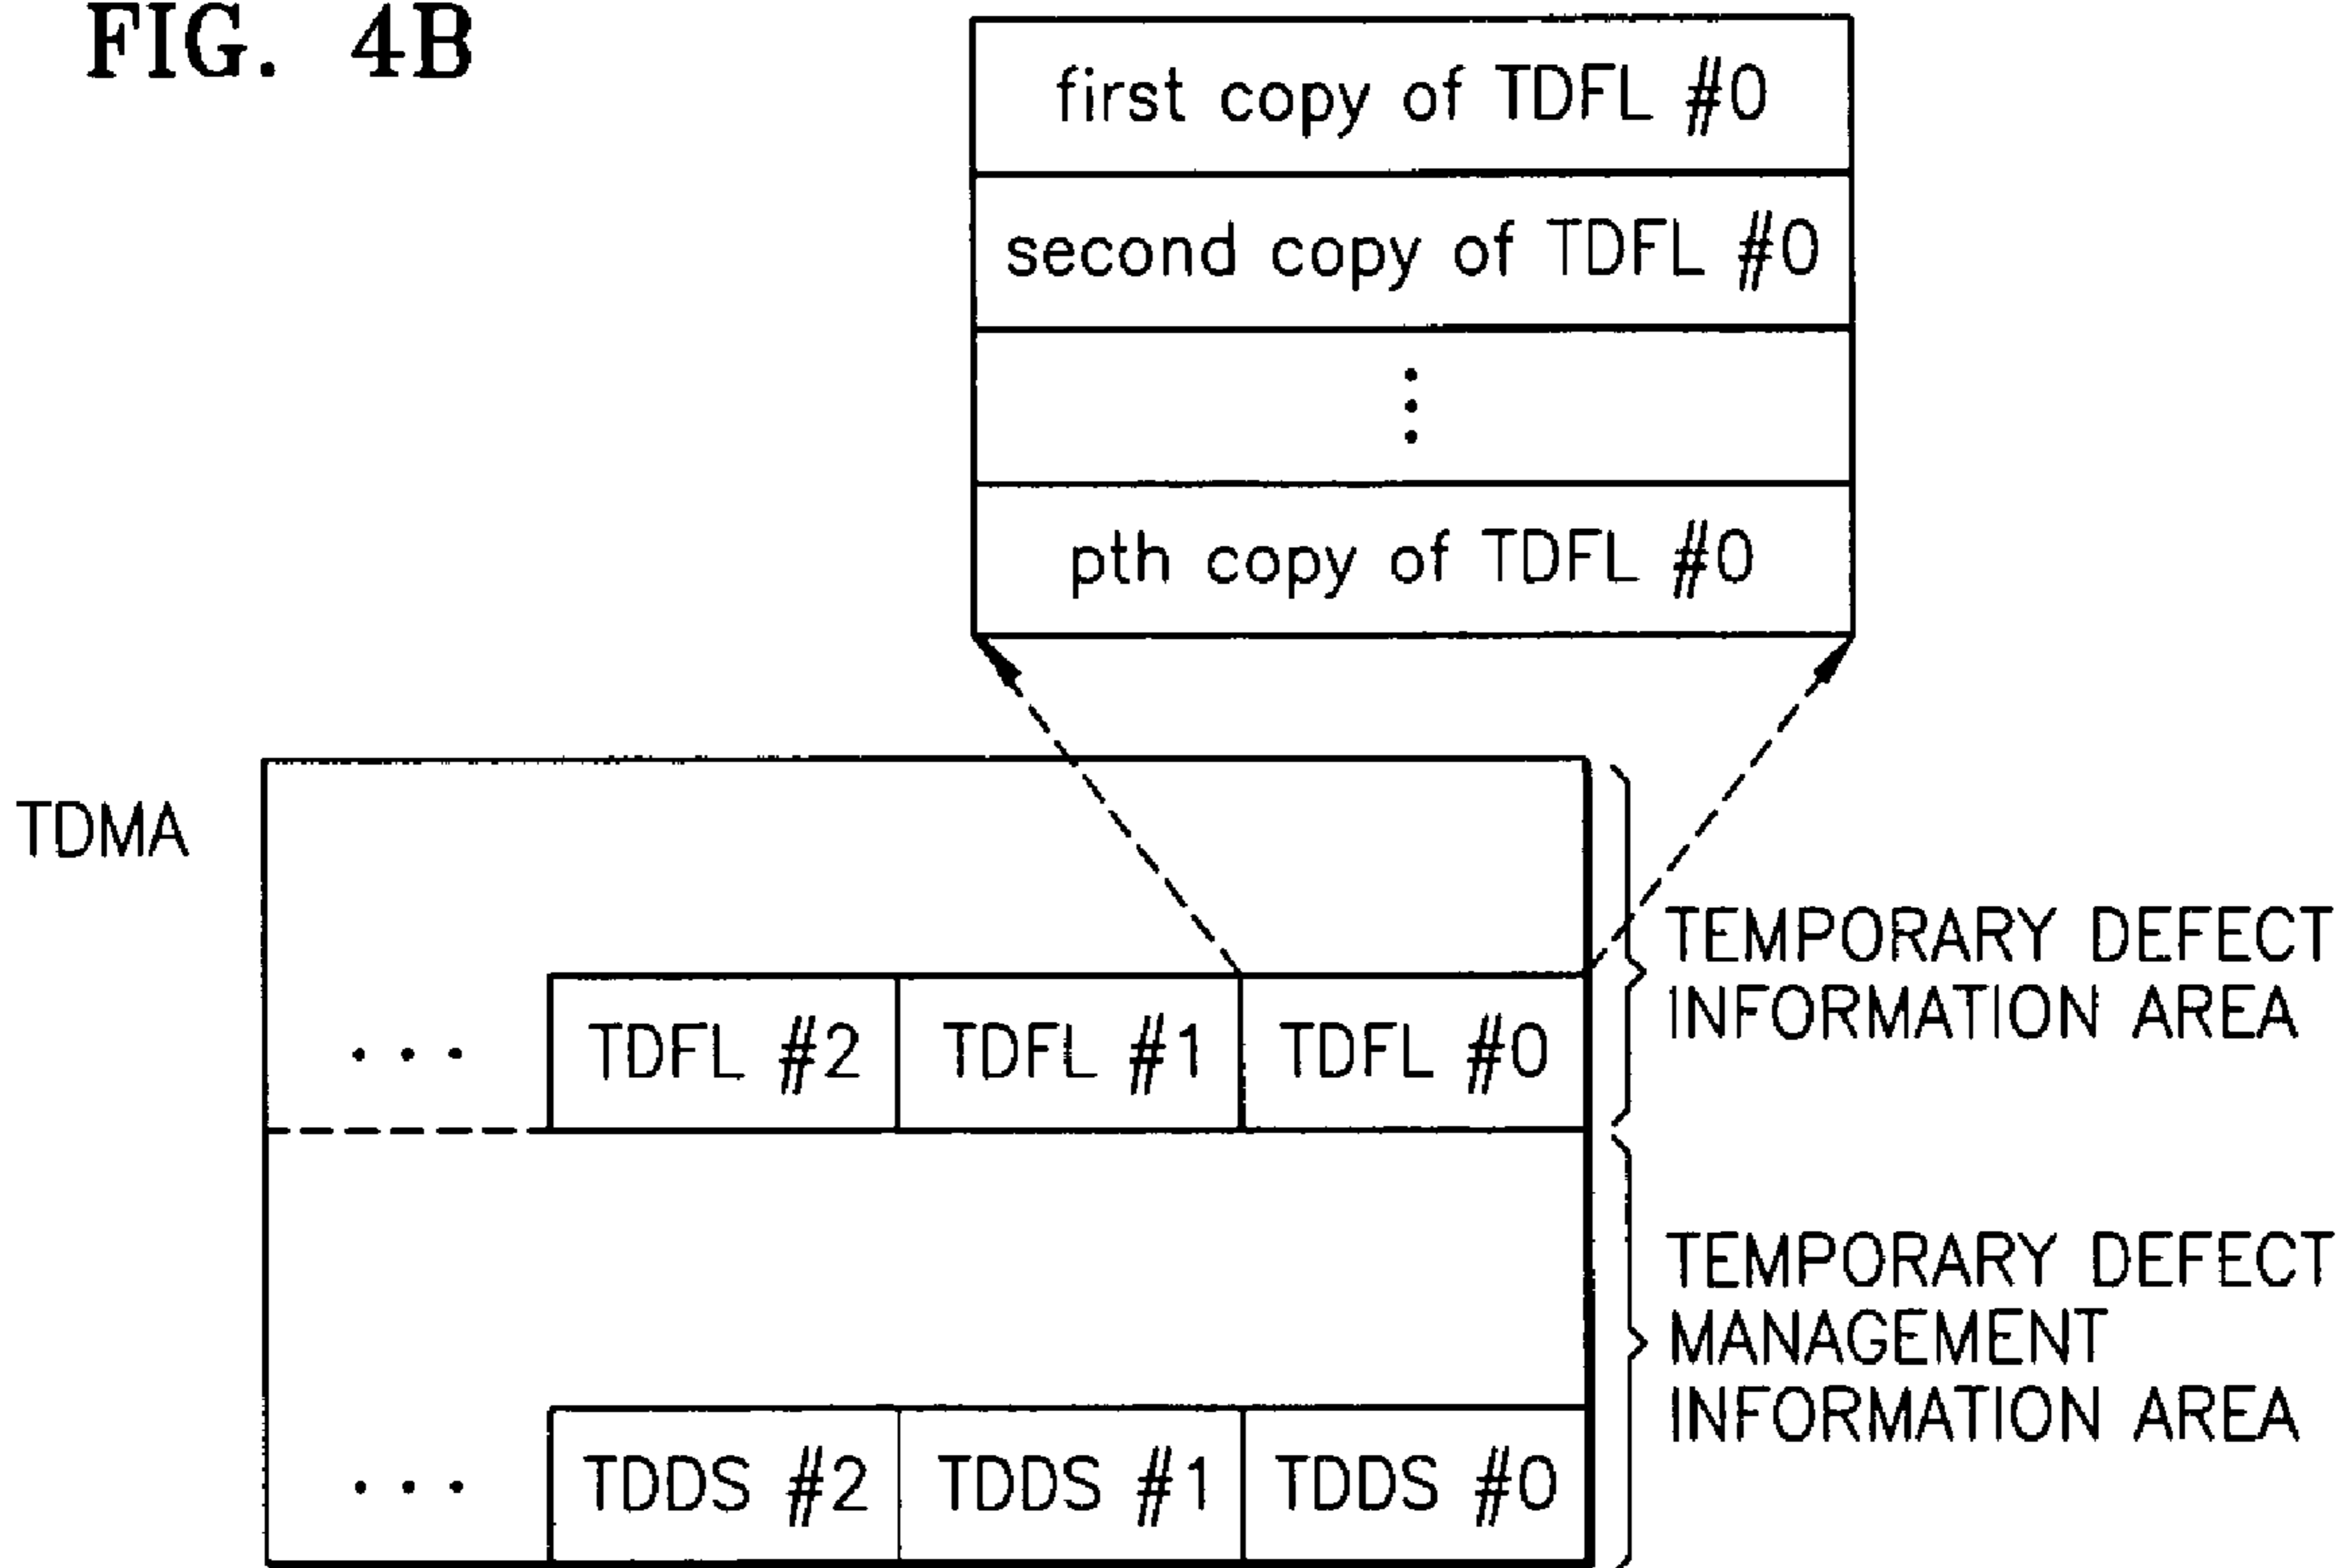 FIG. 4B
first copy of TDFL #0
second copy of TDFL #0
⋮
pth copy of TDFL #0
TDMA
TEMPORARY DEFECT
INFORMATION AREA
... TDFL #2 TDFL #1 TDFL #0
TEMPORARY DEFECT
MANAGEMENT
INFORMATION AREA
... TDDS #2 TDDS #1 TDDS #0